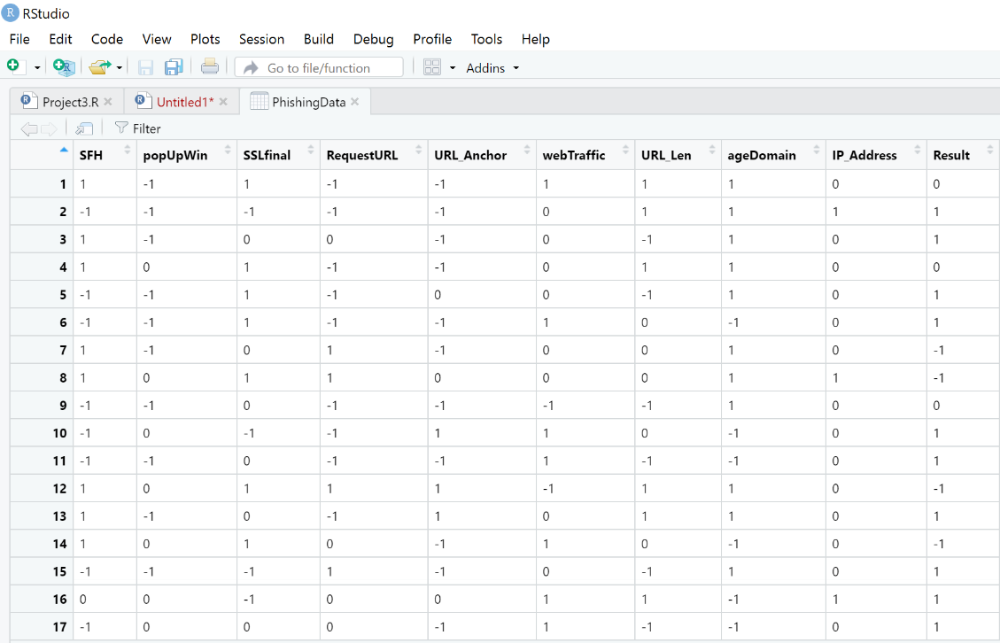 R RStudio
File Edit Code View Plots Session Build Debug Profile Tools Help
Go to file/function Addins
Project3.R Untitled1* PhishingData
Filter
SFH popUpWin SSLfinal RequestURL URL_Anchor webTraffic URL_Len ageDomain IP_Address Result
1 1 -1 1 -1 -1 1 1 1 0 0
2 -1 -1 -1 -1 -1 0 1 1 1 1
3 1 -1 0 0 -1 0 -1 1 0 1
4 1 0 1 -1 -1 0 1 1 0 0
5 -1 -1 1 -1 0 0 -1 1 0 1
6 -1 -1 1 -1 -1 1 0 -1 0 1
7 1 -1 0 1 -1 0 0 1 0 -1
8 1 0 1 1 0 0 0 1 1 -1
9 -1 -1 0 -1 -1 -1 -1 1 0 0
10 -1 0 -1 -1 1 1 0 -1 0 1
11 -1 -1 0 -1 -1 1 -1 -1 0 1
12 1 0 1 1 1 -1 1 1 0 -1
13 1 -1 0 -1 1 0 1 1 0 1
14 1 0 1 0 -1 1 0 -1 0 -1
15 -1 -1 -1 1 -1 0 -1 1 0 1
16 0 0 -1 0 0 1 1 -1 1 1
17 -1 0 0 0 -1 1 -1 -1 0 1